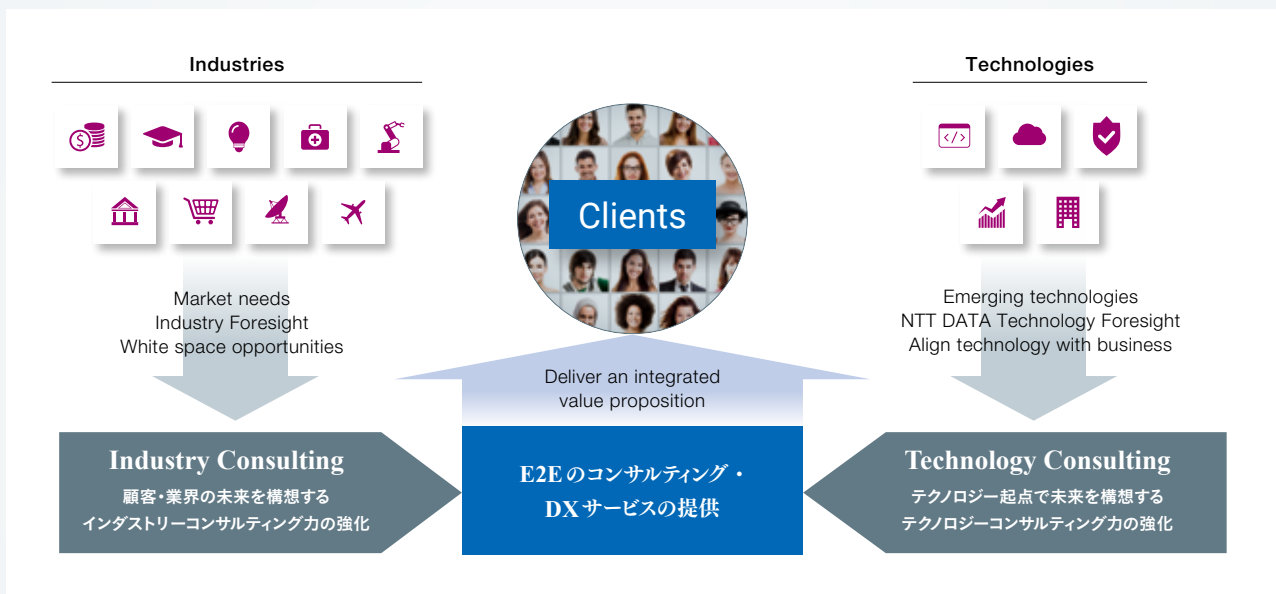 Industries
Technologies
Clients
Market needs
Industry Foresight
White space opportunities
Emerging technologies
NTT DATA Technology Foresight
Align technology with business
Deliver an integrated
value proposition
Industry Consulting
顧客・業界の未来を構想する
インダストリーコンサルティング力の強化
E2Eのコンサルティング・
DXサービスの提供
Technology Consulting
テクノロジー起点で未来を構想する
テクノロジーコンサルティング力の強化